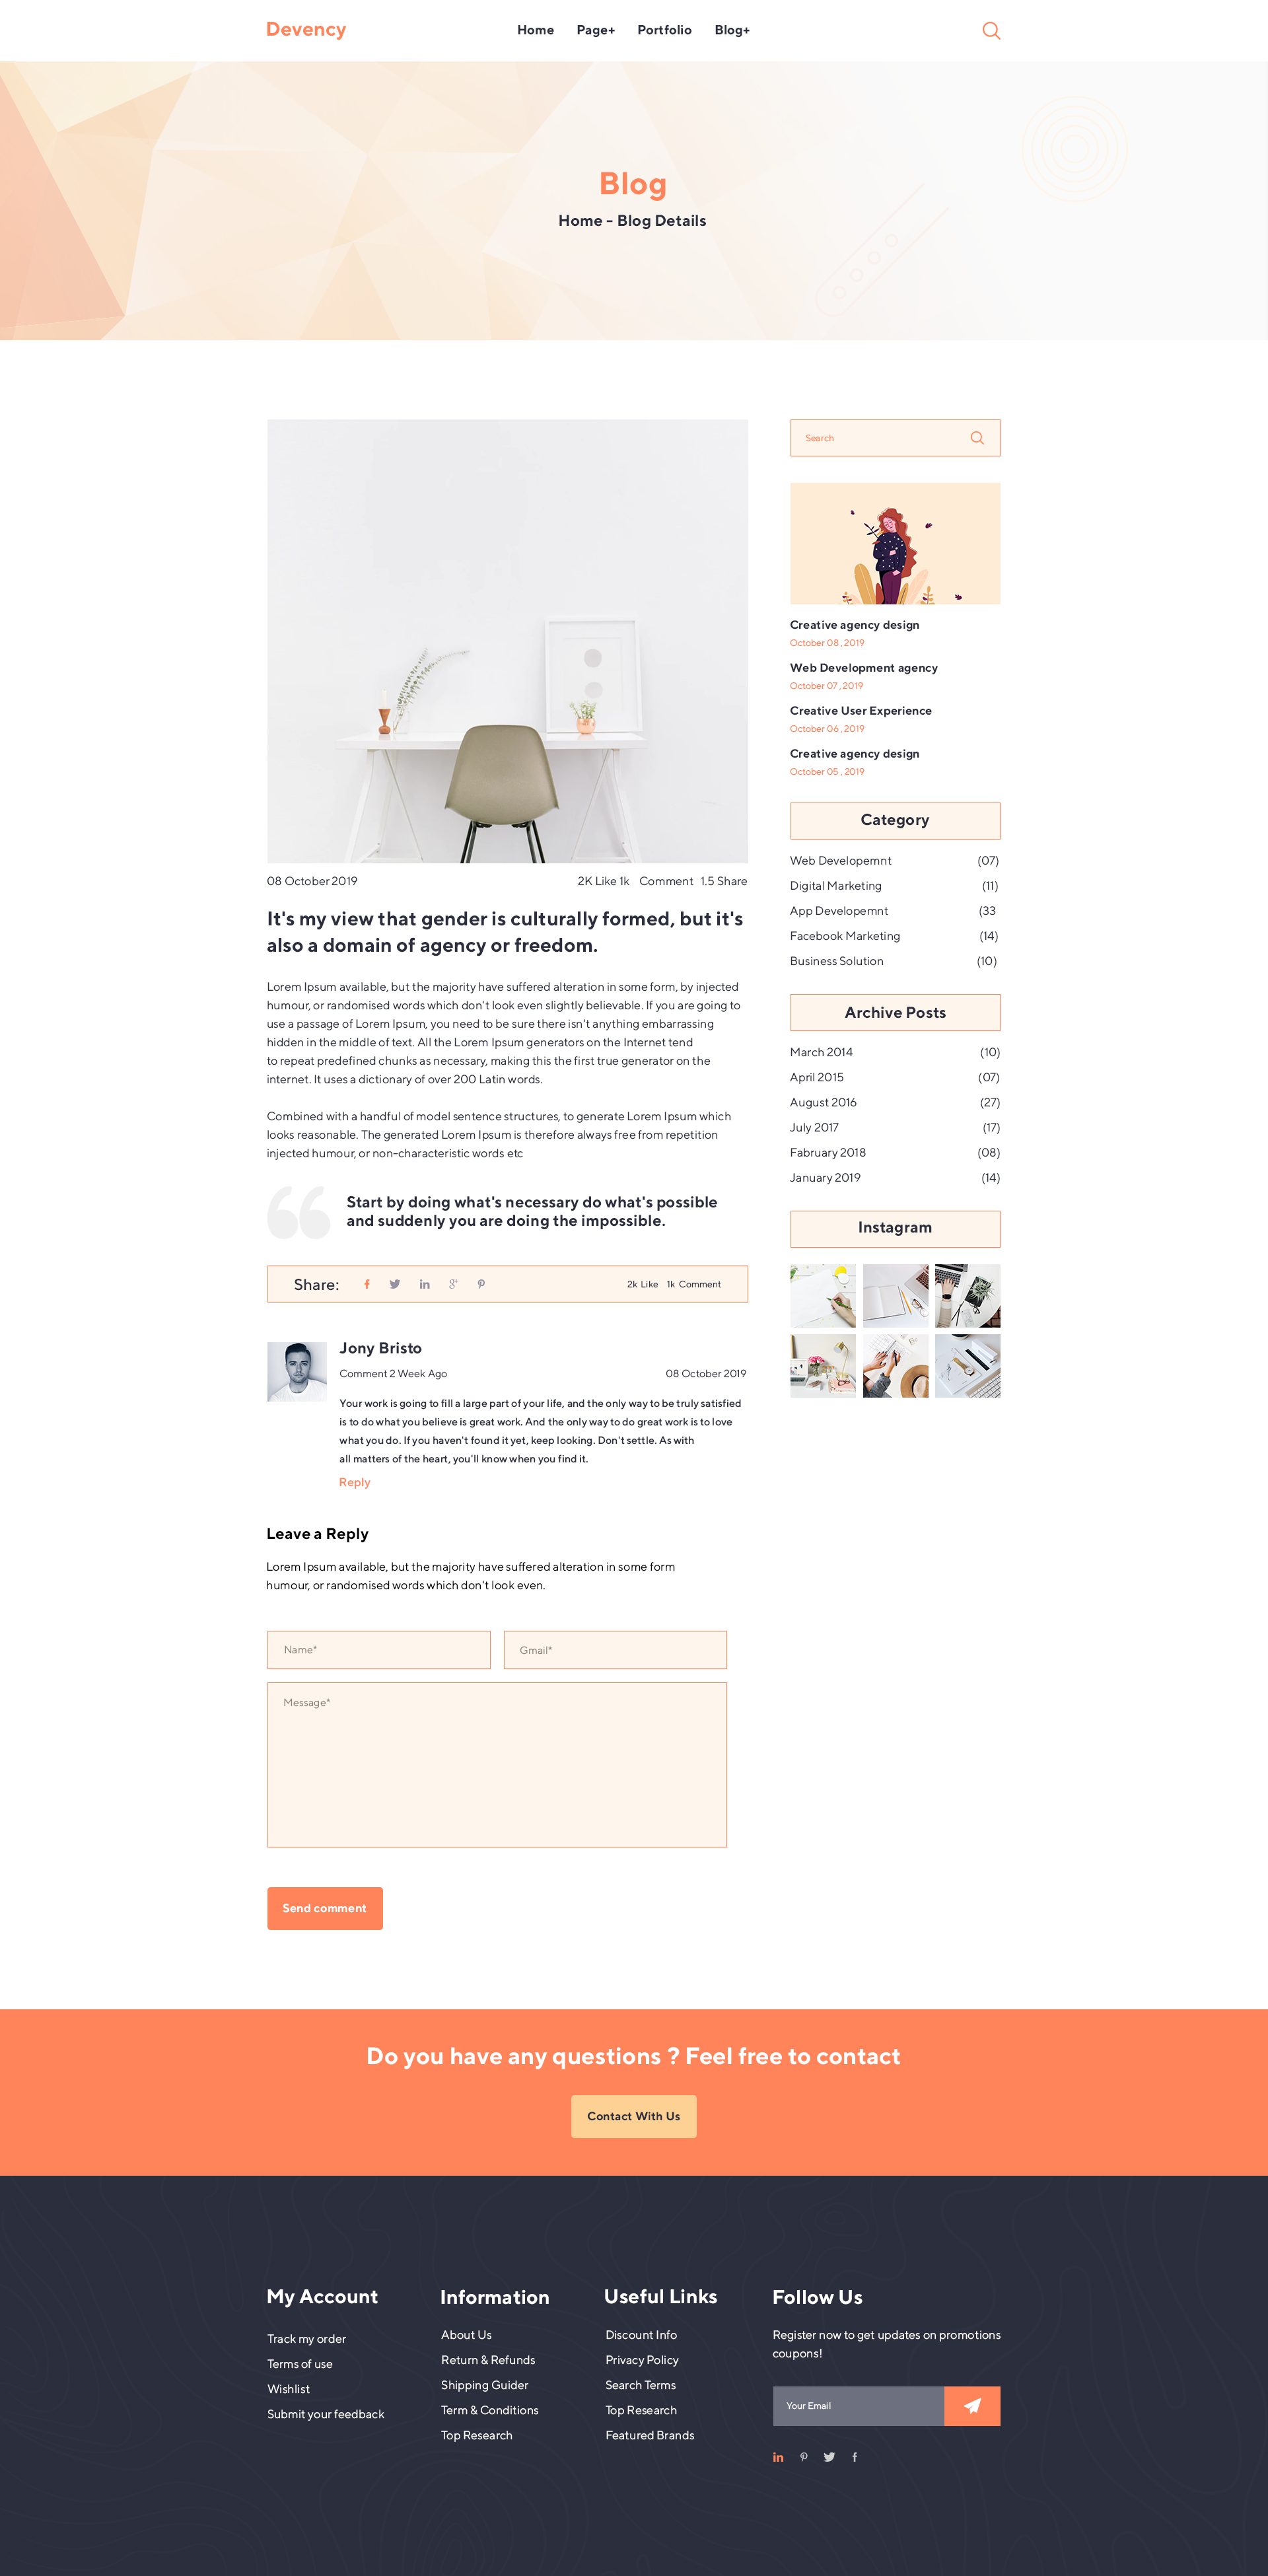 Devency
Home Page+ Portfolio Blog+
Blog
Home - Blog Details
08 October 2019 2K Like 1k Comment 1.5 Share
It's my view that gender is culturally formed, but it's
also a domain of agency or freedom.
Lorem Ipsum available, but the majority have suffered alteration in some form, by injected
humour, or randomised words which don't look even slightly believable. If you are going to
use a passage of Lorem Ipsum, you need to be sure there isn't anything embarrassing
hidden in the middle of text. All the Lorem Ipsum generators on the Internet tend
to repeat predefined chunks as necessary, making this the first true generator on the
internet. It uses a dictionary of over 200 Latin words.
Combined with a handful of model sentence structures, to generate Lorem Ipsum which
looks reasonable. The generated Lorem Ipsum is therefore always free from repetition
injected humour, or non-characteristic words etc
Start by doing what's necessary do what's possible
and suddenly you are doing the impossible.
Share: 2k Like 1k Comment
Jony Bristo
Comment 2 Week Ago 08 October 2019
Your work is going to fill a large part of your life, and the only way to be truly satisfied
is to do what you believe is great work. And the only way to do great work is to love
what you do. If you haven't found it yet, keep looking. Don't settle. As with
all matters of the heart, you'll know when you find it.
Reply
Leave a Reply
Lorem Ipsum available, but the majority have suffered alteration in some form
humour, or randomised words which don't look even.
Name* Gmail*
Message*
Send comment
Search
Creative agency design
October 08 , 2019
Web Development agency
October 07 , 2019
Creative User Experience
October 06 , 2019
Creative agency design
October 05 , 2019
Category
Web Developemnt (07)
Digital Marketing (11)
App Developemnt (33
Facebook Marketing (14)
Business Solution (10)
Archive Posts
March 2014 (10)
April 2015 (07)
August 2016 (27)
July 2017 (17)
Fabruary 2018 (08)
January 2019 (14)
Instagram
Do you have any questions ? Feel free to contact
Contact With Us
My Account
Track my order
Terms of use
Wishlist
Submit your feedback
Information
About Us
Return & Refunds
Shipping Guider
Term & Conditions
Top Research
Useful Links
Discount Info
Privacy Policy
Search Terms
Top Research
Featured Brands
Follow Us
Register now to get updates on promotions
coupons!
Your Email